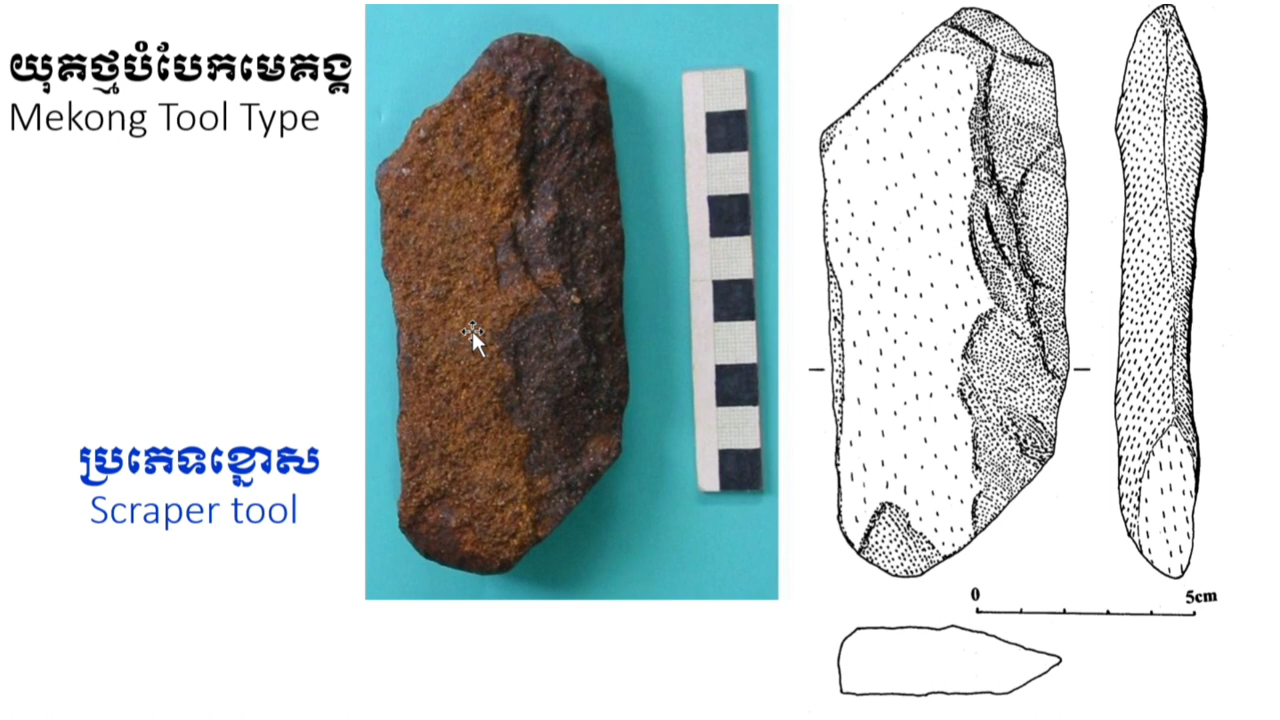 យុគថ្មបំបែកមេគង្គ
Mekong Tool Type
ប្រភេទខ្នោស
Scraper tool
0 5cm